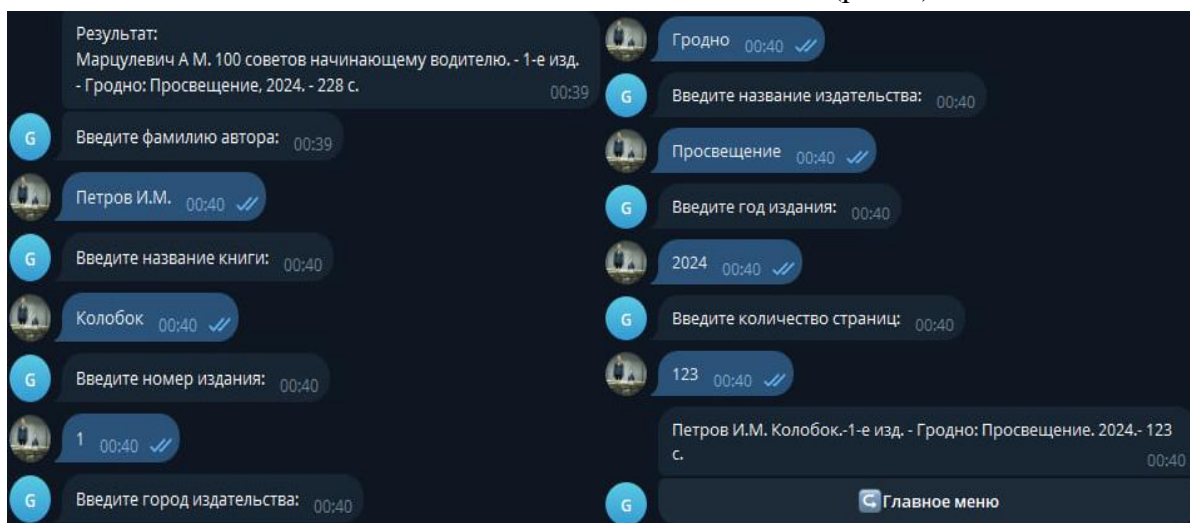 (рис.
Результат:
Марцулевич А М. 100 советов начинающему водителю. - 1-е изд.
- Гродно: Просвещение, 2024. - 228 с. 00:39
G Введите фамилию автора: 00:39
Петров И.М. 00:40
G Введите название книги: 00:40
Колобок 00:40
G Введите номер издания: 00:40
1 00:40
G Введите город издательства: 00:40
Гродно 00:40
G Введите название издательства: 00:40
Просвещение 00:40
G Введите год издания: 00:40
2024 00:40
G Введите количество страниц: 00:40
123 00:40
Петров И.М. Колобок.-1-е изд. - Гродно: Просвещение. 2024.- 123
с. 00:40
G Главное меню